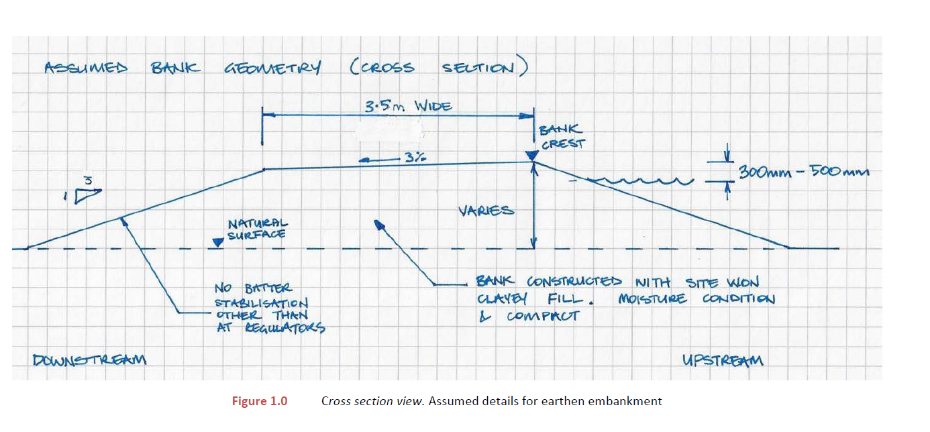 ASSUMED BANK GEOMETRY (CROSS SECTION)
3.5m WIDE
BANK
CREST
3%
300mm - 500mm
3
1
VARIES
NATURAL
SURFACE
NO BATTER
STABILISATION
OTHER THAN
AT REGULATORS
BANK CONSTRUCTED WITH SITE WON
CLAYEY FILL. MOISTURE CONDITION
& COMPACT
DOWNSTREAM
UPSTREAM
Figure 1.0 Cross section view. Assumed details for earthen embankment